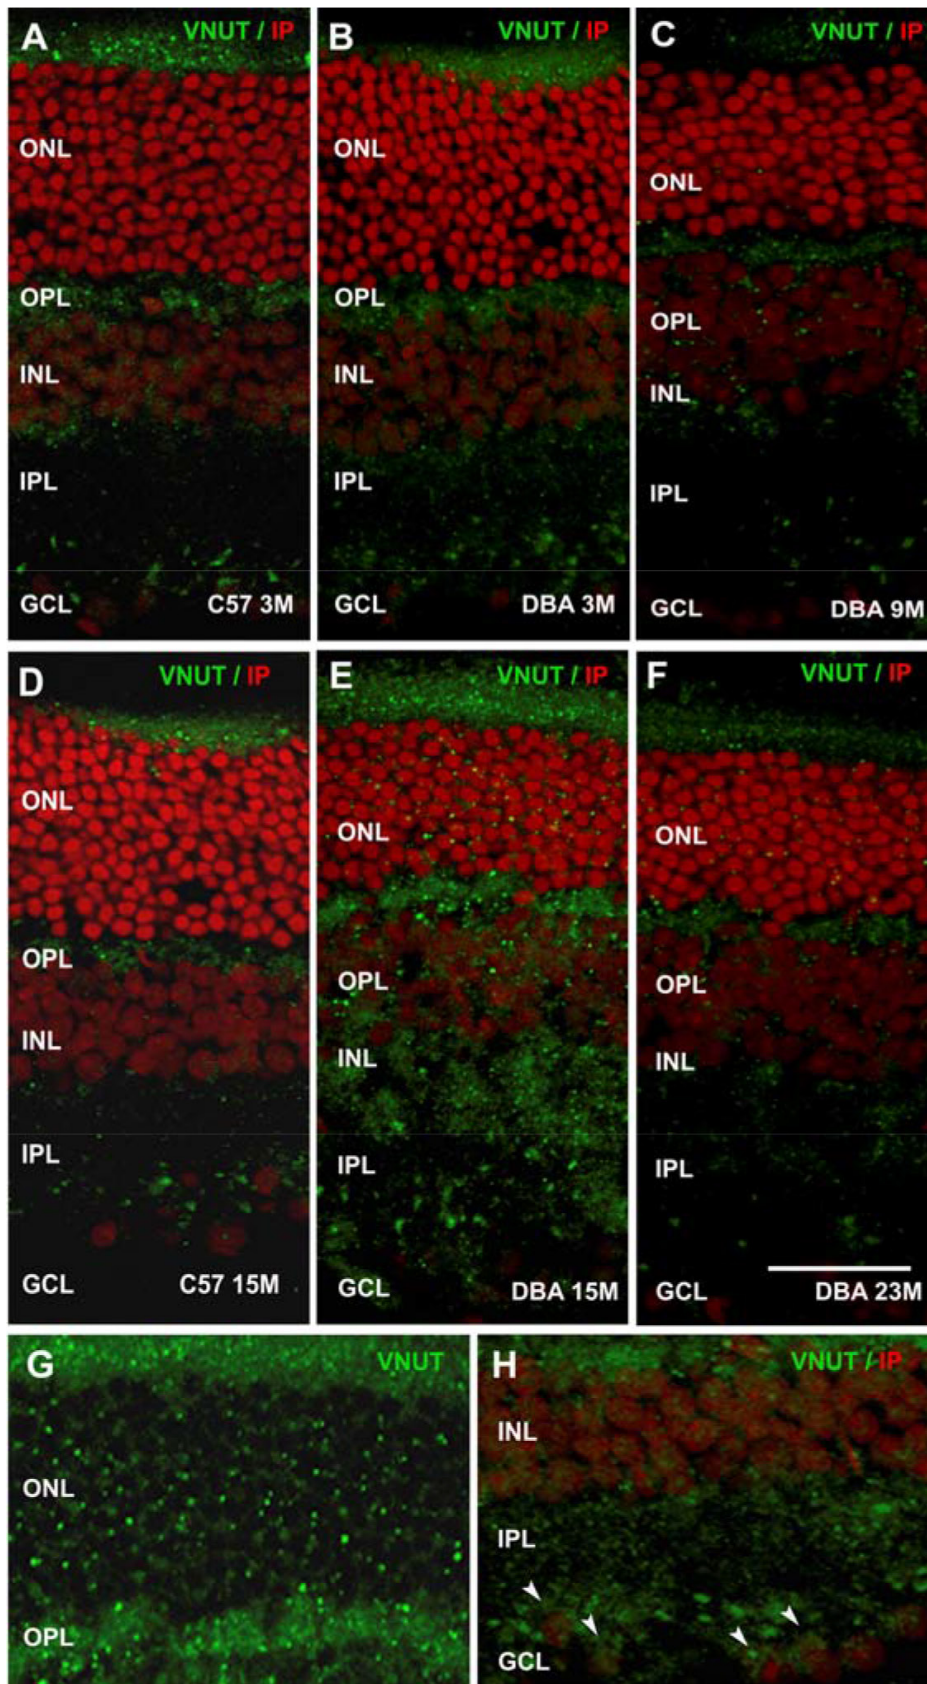 A VNUT / IP
ONL
OPL
INL
IPL
GCL C57 3M
B VNUT / IP
ONL
OPL
INL
IPL
GCL DBA 3M
C VNUT / IP
ONL
OPL
INL
IPL
GCL DBA 9M
D VNUT / IP
ONL
OPL
INL
IPL
GCL C57 15M
E VNUT / IP
ONL
OPL
INL
IPL
GCL DBA 15M
F VNUT / IP
ONL
OPL
INL
IPL
GCL DBA 23M
G VNUT
ONL
OPL
H VNUT / IP
INL
IPL
GCL